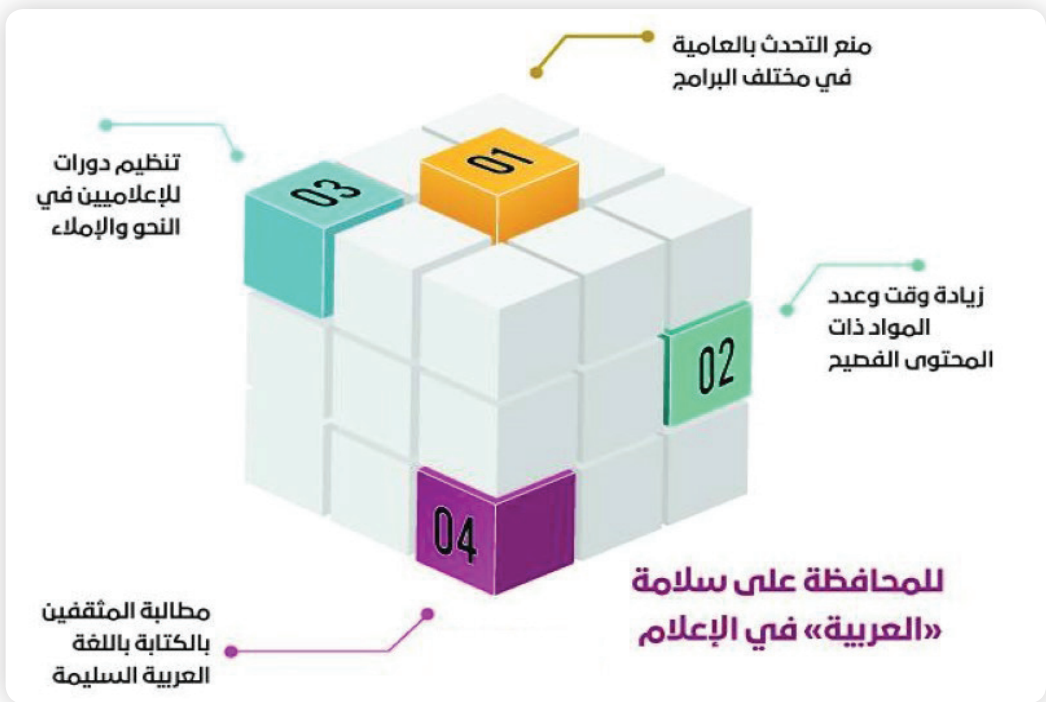 منع التحدث بالعامية
في مختلف البرامج
01
زيادة وقت وعدد
المواد ذات
المحتوى الفصيح
02
تنظيم دورات
للإعلاميين في
النحو والإملاء
03
مطالبة المثقفين
بالكتابة باللغة
العربية السليمة
04
للمحافظة على سلامة
«العربية» في الإعلام